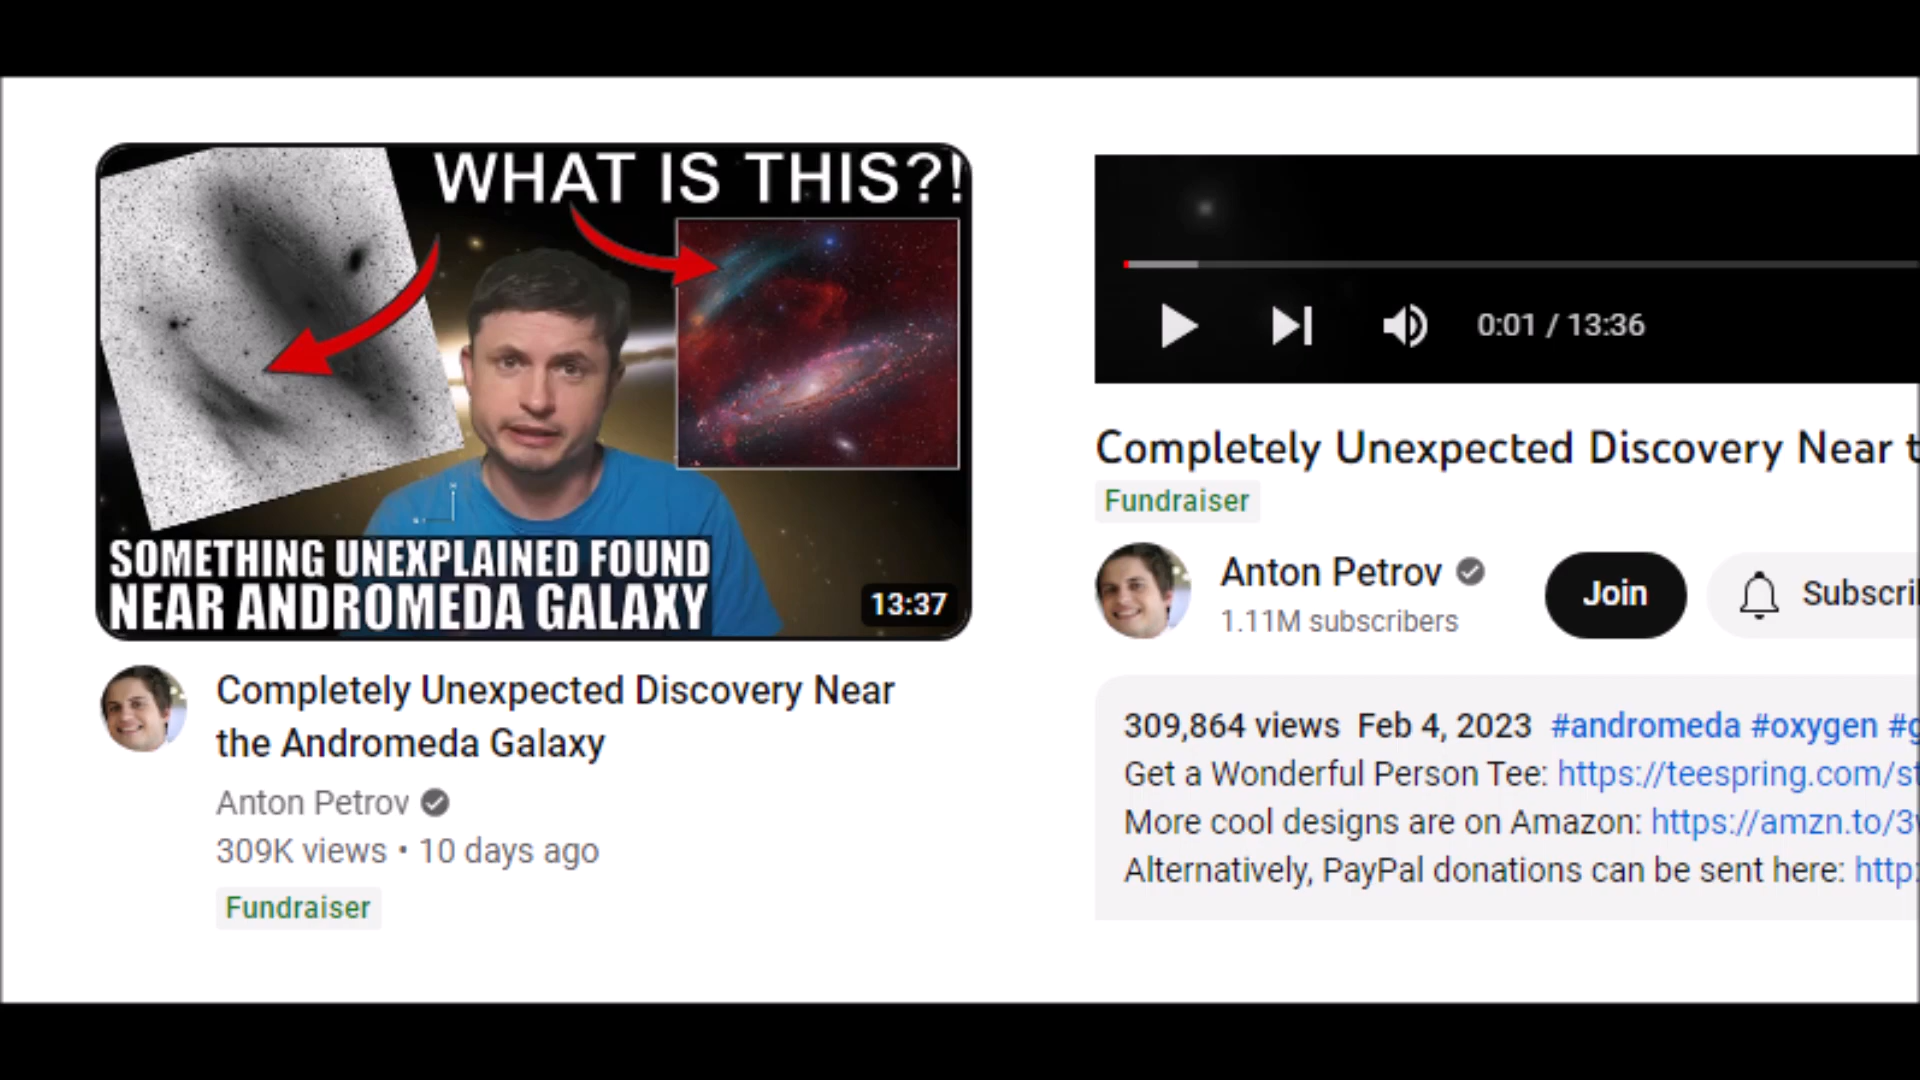 WHAT IS THIS?!
SOMETHING UNEXPLAINED FOUND
NEAR ANDROMEDA GALAXY
13:37
Completely Unexpected Discovery Near
the Andromeda Galaxy
Anton Petrov
309K views • 10 days ago
Fundraiser
0:01 / 13:36
Completely Unexpected Discovery Near t
Fundraiser
Anton Petrov
1.11M subscribers
Join
Subscri
309,864 views Feb 4, 2023 #andromeda #oxygen #g
Get a Wonderful Person Tee: https://teespring.com/st
More cool designs are on Amazon: https://amzn.to/3v
Alternatively, PayPal donations can be sent here: http: